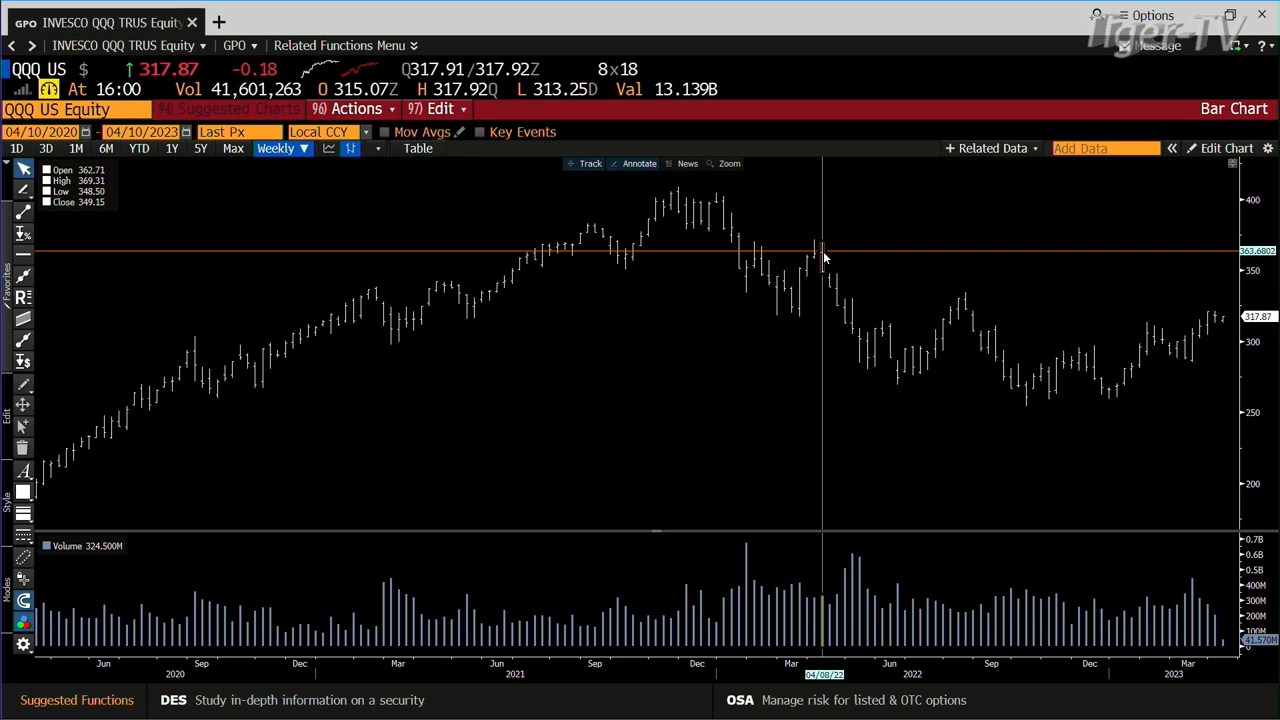 GPO INVESCO QQQ TRUS Equity × +
Options
Tiger-TV
INVESCO QQQ TRUS Equity GPO Related Functions Menu
Message
QQQ US $ ↑ 317.87 -0.18 Q317.91/317.92Z 8x18
At 16:00 Vol 41,601,263 O 315.07Z H 317.92Q L 313.25D Val 13.139B
QQQ US Equity 94) Suggested Charts 96) Actions 97) Edit Bar Chart
04/10/2020 - 04/10/2023 Last Px Local CCY Mov Avgs Key Events
1D 3D 1M 6M YTD 1Y 5Y Max Weekly ▼ Table + Related Data Add Data « Edit Chart
Track Annotate News Zoom
Open 362.71
High 369.31
Low 348.50
Close 349.15
400
363.6802
350
317.87
300
250
200
Favorites
Edit
Style
Modes
Volume 324.500M
0.7B
0.6B
0.5B
400M
300M
200M
100M
41.570M
Jun Sep Dec Mar Jun Sep Dec Mar Jun Sep Dec Mar
2020 2021 04/08/22 2022 2023
Suggested Functions DES Study in-depth information on a security OSA Manage risk for listed & OTC options